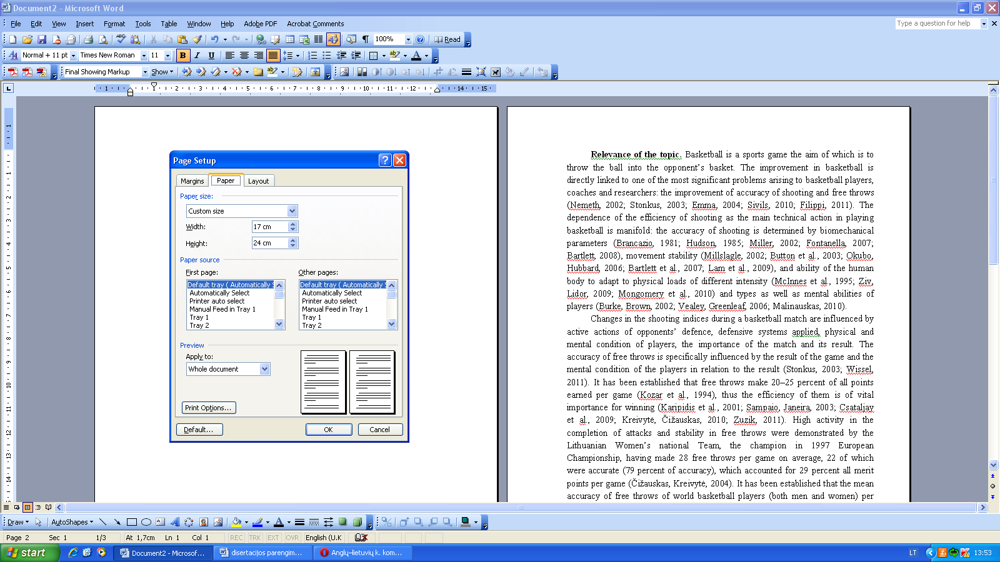 Document2 - Microsoft Word
File Edit View Insert Format Tools Table Window Help Adobe PDF Acrobat Comments
Type a question for help
100% Read
Normal + 11 pt Times New Roman 11 B I U
Final Showing Markup Show
1 1 2 3 4 5 6 7 8 9 10 11 12 14 15
Page Setup
Margins Paper Layout
Paper size:
Custom size
Width: 17 cm
Height: 24 cm
Paper source
First page: Other pages:
Default tray ( Automatically S Default tray ( Automatically S
Automatically Select Automatically Select
Printer auto select Printer auto select
Manual Feed in Tray 1 Manual Feed in Tray 1
Tray 1 Tray 1
Tray 2 Tray 2
Preview
Apply to:
Whole document
Print Options...
Default... OK Cancel
Relevance of the topic. Basketball is a sports game the aim of which is to
throw the ball into the opponent’s basket. The improvement in basketball is
directly linked to one of the most significant problems arising to basketball players,
coaches and researchers: the improvement of accuracy of shooting and free throws
(Nemeth, 2002; Stonkus, 2003; Emma, 2004; Sivils, 2010; Filippi, 2011). The
dependence of the efficiency of shooting as the main technical action in playing
basketball is manifold: the accuracy of shooting is determined by biomechanical
parameters (Brancazio, 1981; Hudson, 1985; Miller, 2002; Fontanella, 2007;
Bartlett, 2008), movement stability (Millslagle, 2002; Button et al., 2003; Okubo,
Hubbard, 2006; Bartlett et al., 2007; Lam et al., 2009), and ability of the human
body to adapt to physical loads of different intensity (McInnes et al., 1995; Ziv,
Lidor, 2009; Mongomery et al., 2010) and types as well as mental abilities of
players (Burke, Brown, 2002; Vealey, Greenleaf, 2006; Malinauskas, 2010).
Changes in the shooting indices during a basketball match are influenced by
active actions of opponents’ defence, defensive systems applied, physical and
mental condition of players, the importance of the match and its result. The
accuracy of free throws is specifically influenced by the result of the game and the
mental condition of the players in relation to the result (Stonkus, 2003; Wissel,
2011). It has been established that free throws make 20–25 percent of all points
earned per game (Kozar et al., 1994), thus the efficiency of them is of vital
importance for winning (Karipidis et al., 2001; Sampaio, Janeira, 2003; Csataljay
et al., 2009; Kreivytė, Čižauskas, 2010; Zuzik, 2011). High activity in the
completion of attacks and stability in free throws were demonstrated by the
Lithuanian Women’s national Team, the champion in 1997 European
Championship, having made 28 free throws per game on average, 22 of which
were accurate (79 percent of accuracy), which accounted for 29 percent all merit
points per game (Čižauskas, Kreivytė, 2004). It has been established that the mean
accuracy of free throws of world basketball players (both men and women) per
Draw AutoShapes
Page 2 Sec 1 1/3 At 1,7cm Ln 1 Col 1 REC TRK EXT OVR English (U.K
start Document2 - Microsof... disertacijos parengim... Anglų–lietuvių k. kom... LT 13:53